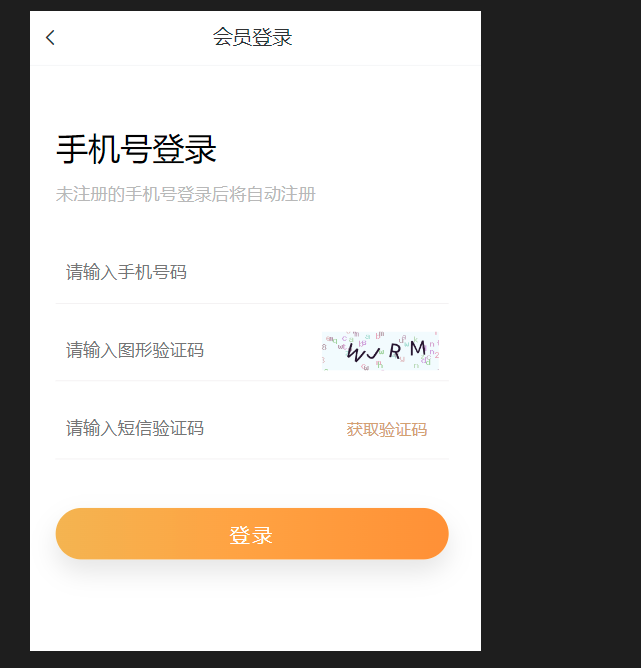 会员登录
手机号登录
未注册的手机号登录后将自动注册
请输入手机号码
请输入图形验证码
请输入短信验证码
获取验证码
登录